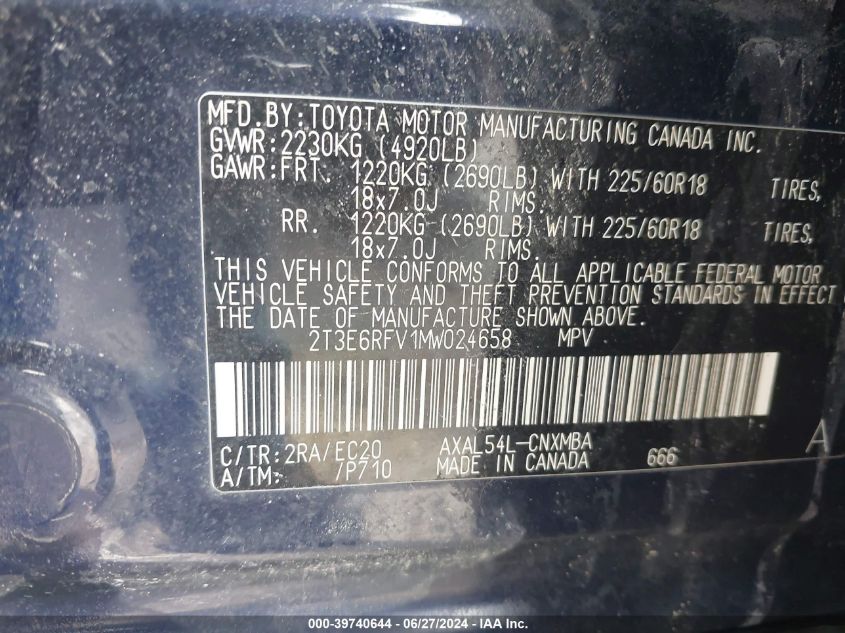 MFD.BY:TOYOTA MOTOR MANUFACTURING CANADA INC.
GVWR:2230KG (4920LB)
GAWR:FRT. 1220KG (2690LB) WITH 225/60R18 TIRES,
18x7.0J RIMS.
RR. 1220KG (2690LB) WITH 225/60R18 TIRES,
18x7.0J RIMS.
THIS VEHICLE CONFORMS TO ALL APPLICABLE FEDERAL MOTOR
VEHICLE SAFETY AND THEFT PREVENTION STANDARDS IN EFFECT
THE DATE OF MANUFACTURE SHOWN ABOVE.
2T3E6RFV1MW024658 MPV
C/TR:2RA/EC20 AXAL54L-CNXMBA A
A/TM: /P710 MADE IN CANADA 666
000-39740644 / 06/27/2024 - IAA Inc.